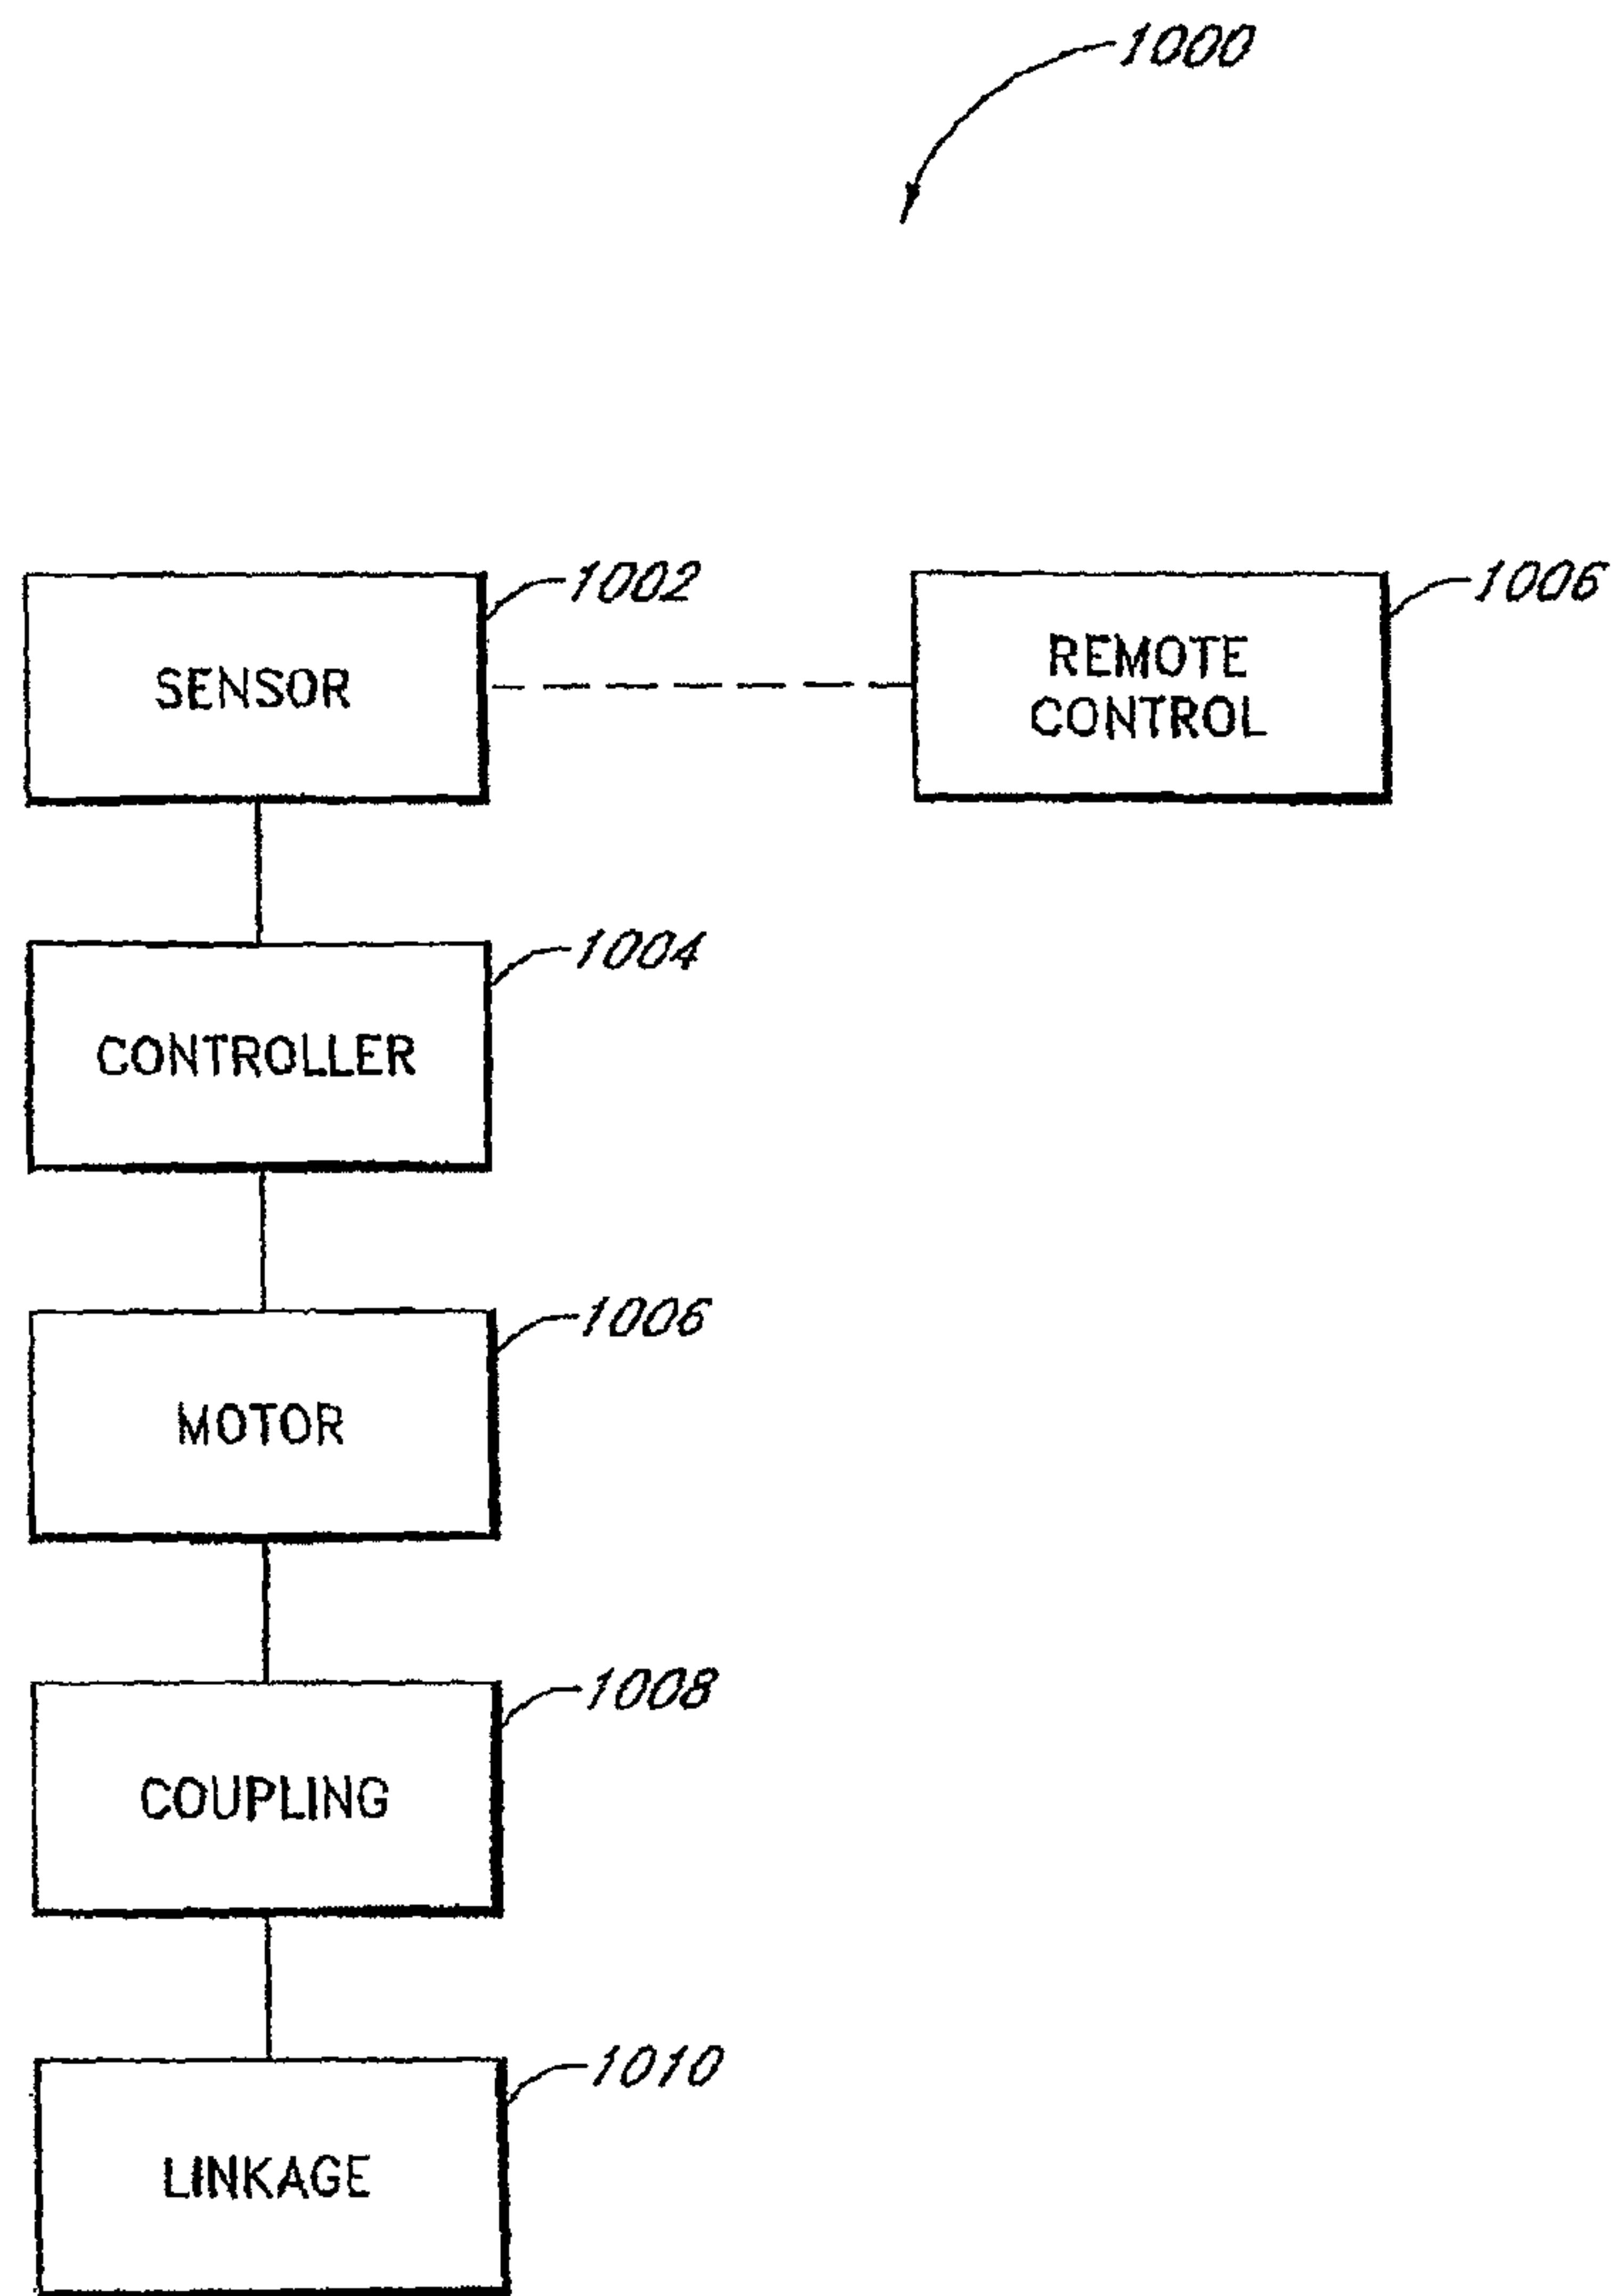 1000
1002
SENSOR
1006
REMOTE
CONTROL
1004
CONTROLLER
1006
MOTOR
1008
COUPLING
1010
LINKAGE